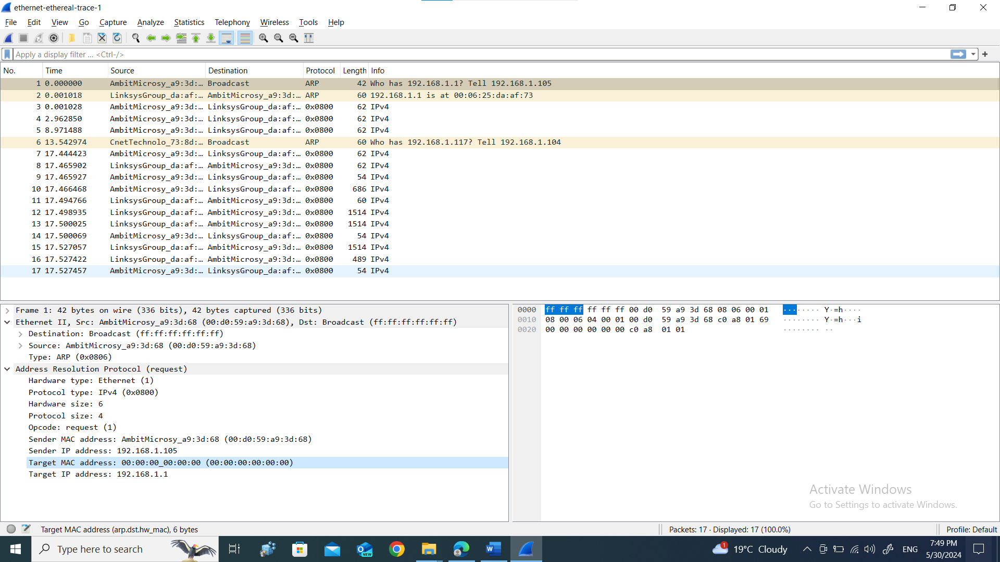 ethernet-ethereal-trace-1
File Edit View Go Capture Analyze Statistics Telephony Wireless Tools Help
Apply a display filter … <Ctrl-/>
No. Time Source Destination Protocol Length Info
1 0.000000 AmbitMicrosy_a9:3d:… Broadcast ARP 42 Who has 192.168.1.1? Tell 192.168.1.105
2 0.001018 LinksysGroup_da:af:… AmbitMicrosy_a9:3d:… ARP 60 192.168.1.1 is at 00:06:25:da:af:73
3 0.001028 AmbitMicrosy_a9:3d:… LinksysGroup_da:af:… 0x0800 62 IPv4
4 2.962850 AmbitMicrosy_a9:3d:… LinksysGroup_da:af:… 0x0800 62 IPv4
5 8.971488 AmbitMicrosy_a9:3d:… LinksysGroup_da:af:… 0x0800 62 IPv4
6 13.542974 CnetTechnolo_73:8d:… Broadcast ARP 60 Who has 192.168.1.117? Tell 192.168.1.104
7 17.444423 AmbitMicrosy_a9:3d:… LinksysGroup_da:af:… 0x0800 62 IPv4
8 17.465902 LinksysGroup_da:af:… AmbitMicrosy_a9:3d:… 0x0800 62 IPv4
9 17.465927 AmbitMicrosy_a9:3d:… LinksysGroup_da:af:… 0x0800 54 IPv4
10 17.466468 AmbitMicrosy_a9:3d:… LinksysGroup_da:af:… 0x0800 686 IPv4
11 17.494766 LinksysGroup_da:af:… AmbitMicrosy_a9:3d:… 0x0800 60 IPv4
12 17.498935 LinksysGroup_da:af:… AmbitMicrosy_a9:3d:… 0x0800 1514 IPv4
13 17.500025 LinksysGroup_da:af:… AmbitMicrosy_a9:3d:… 0x0800 1514 IPv4
14 17.500069 AmbitMicrosy_a9:3d:… LinksysGroup_da:af:… 0x0800 54 IPv4
15 17.527057 LinksysGroup_da:af:… AmbitMicrosy_a9:3d:… 0x0800 1514 IPv4
16 17.527422 LinksysGroup_da:af:… AmbitMicrosy_a9:3d:… 0x0800 489 IPv4
17 17.527457 AmbitMicrosy_a9:3d:… LinksysGroup_da:af:… 0x0800 54 IPv4
Frame 1: 42 bytes on wire (336 bits), 42 bytes captured (336 bits)
Ethernet II, Src: AmbitMicrosy_a9:3d:68 (00:d0:59:a9:3d:68), Dst: Broadcast (ff:ff:ff:ff:ff:ff)
Destination: Broadcast (ff:ff:ff:ff:ff:ff)
Source: AmbitMicrosy_a9:3d:68 (00:d0:59:a9:3d:68)
Type: ARP (0x0806)
Address Resolution Protocol (request)
Hardware type: Ethernet (1)
Protocol type: IPv4 (0x0800)
Hardware size: 6
Protocol size: 4
Opcode: request (1)
Sender MAC address: AmbitMicrosy_a9:3d:68 (00:d0:59:a9:3d:68)
Sender IP address: 192.168.1.105
Target MAC address: 00:00:00_00:00:00 (00:00:00:00:00:00)
Target IP address: 192.168.1.1
0000 ff ff ff ff ff ff 00 d0 59 a9 3d 68 08 06 00 01 ········ Y·=h····
0010 08 00 06 04 00 01 00 d0 59 a9 3d 68 c0 a8 01 69 ········ Y·=h···i
0020 00 00 00 00 00 00 c0 a8 01 01 ········ ··
Activate Windows
Go to Settings to activate Windows.
Target MAC address (arp.dst.hw_mac), 6 bytes
Packets: 17 · Displayed: 17 (100.0%)
Profile: Default
Type here to search
NEW
1
19°C Cloudy
ENG
7:49 PM
5/30/2024